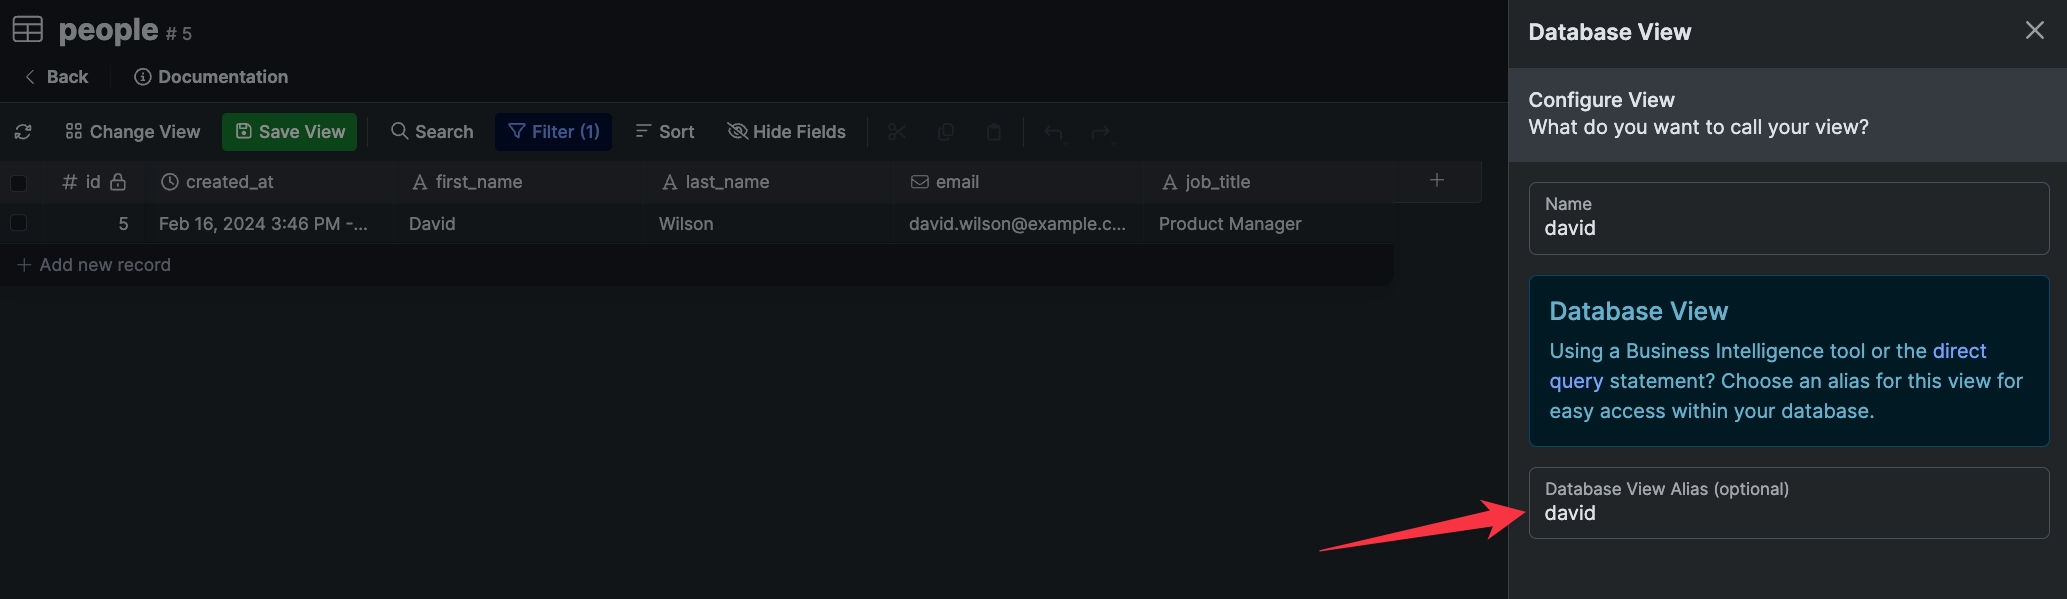 people # 5
Back Documentation
Change View Save View Search Filter (1) Sort Hide Fields
# id created_at first_name last_name email job_title +
5 Feb 16, 2024 3:46 PM -... David Wilson david.wilson@example.c... Product Manager
+ Add new record
Database View
Configure View
What do you want to call your view?
Name
david
Database View
Using a Business Intelligence tool or the direct
query statement? Choose an alias for this view for
easy access within your database.
Database View Alias (optional)
david